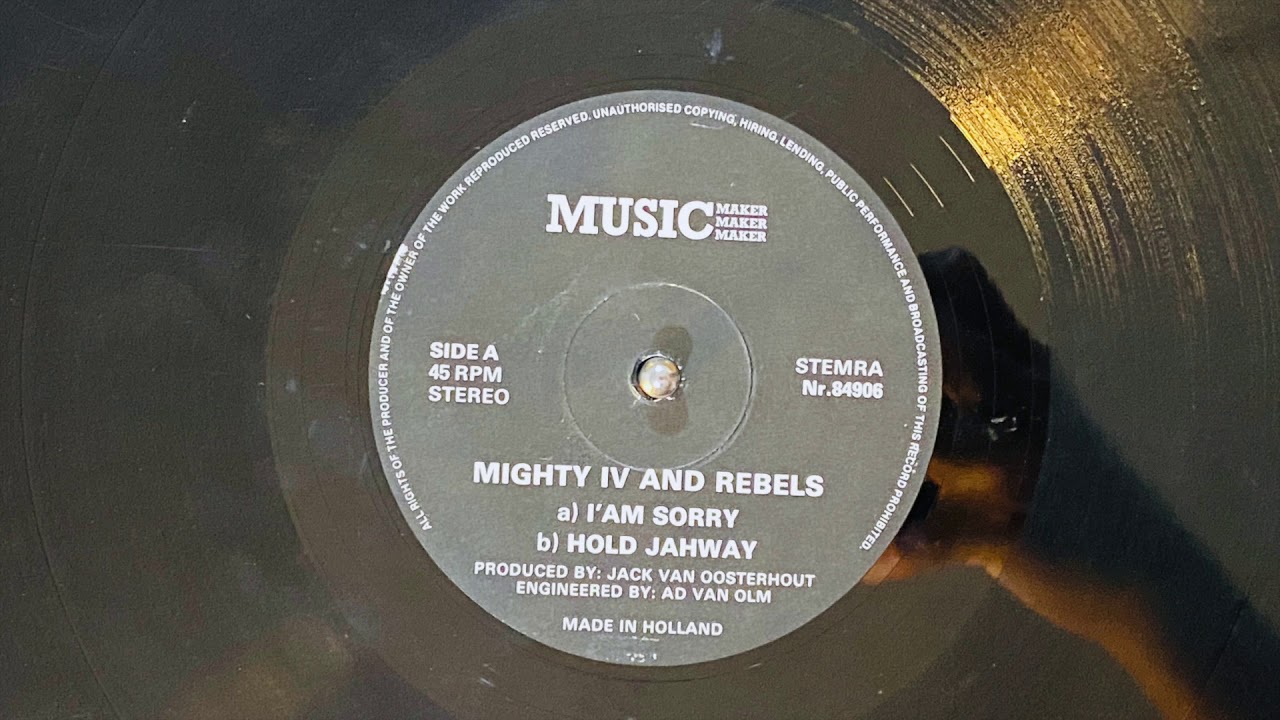 ALL RIGHTS OF THE PRODUCER AND OF THE OWNER OF THE WORK REPRODUCED RESERVED. UNAUTHORISED COPYING, HIRING, LENDING, PUBLIC PERFORMANCE AND BROADCASTING OF THIS RECORD PROHIBITED.
MUSIC MAKER
MAKER
MAKER
SIDE A
45 RPM
STEREO
STEMRA
Nr.84906
MIGHTY IV AND REBELS
a) I'AM SORRY
b) HOLD JAHWAY
PRODUCED BY: JACK VAN OOSTERHOUT
ENGINEERED BY: AD VAN OLM
MADE IN HOLLAND